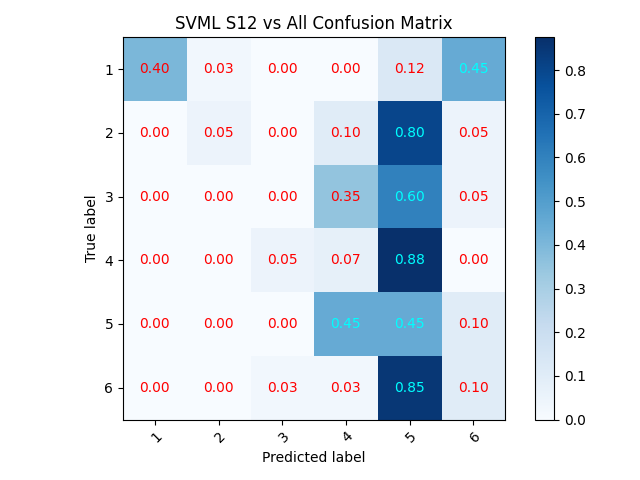 SVML S12 vs All Confusion Matrix
True label
1 0.40 0.03 0.00 0.00 0.12 0.45
2 0.00 0.05 0.00 0.10 0.80 0.05
3 0.00 0.00 0.00 0.35 0.60 0.05
4 0.00 0.00 0.05 0.07 0.88 0.00
5 0.00 0.00 0.00 0.45 0.45 0.10
6 0.00 0.00 0.03 0.03 0.85 0.10
1 2 3 4 5 6
Predicted label
0.8
0.7
0.6
0.5
0.4
0.3
0.2
0.1
0.0